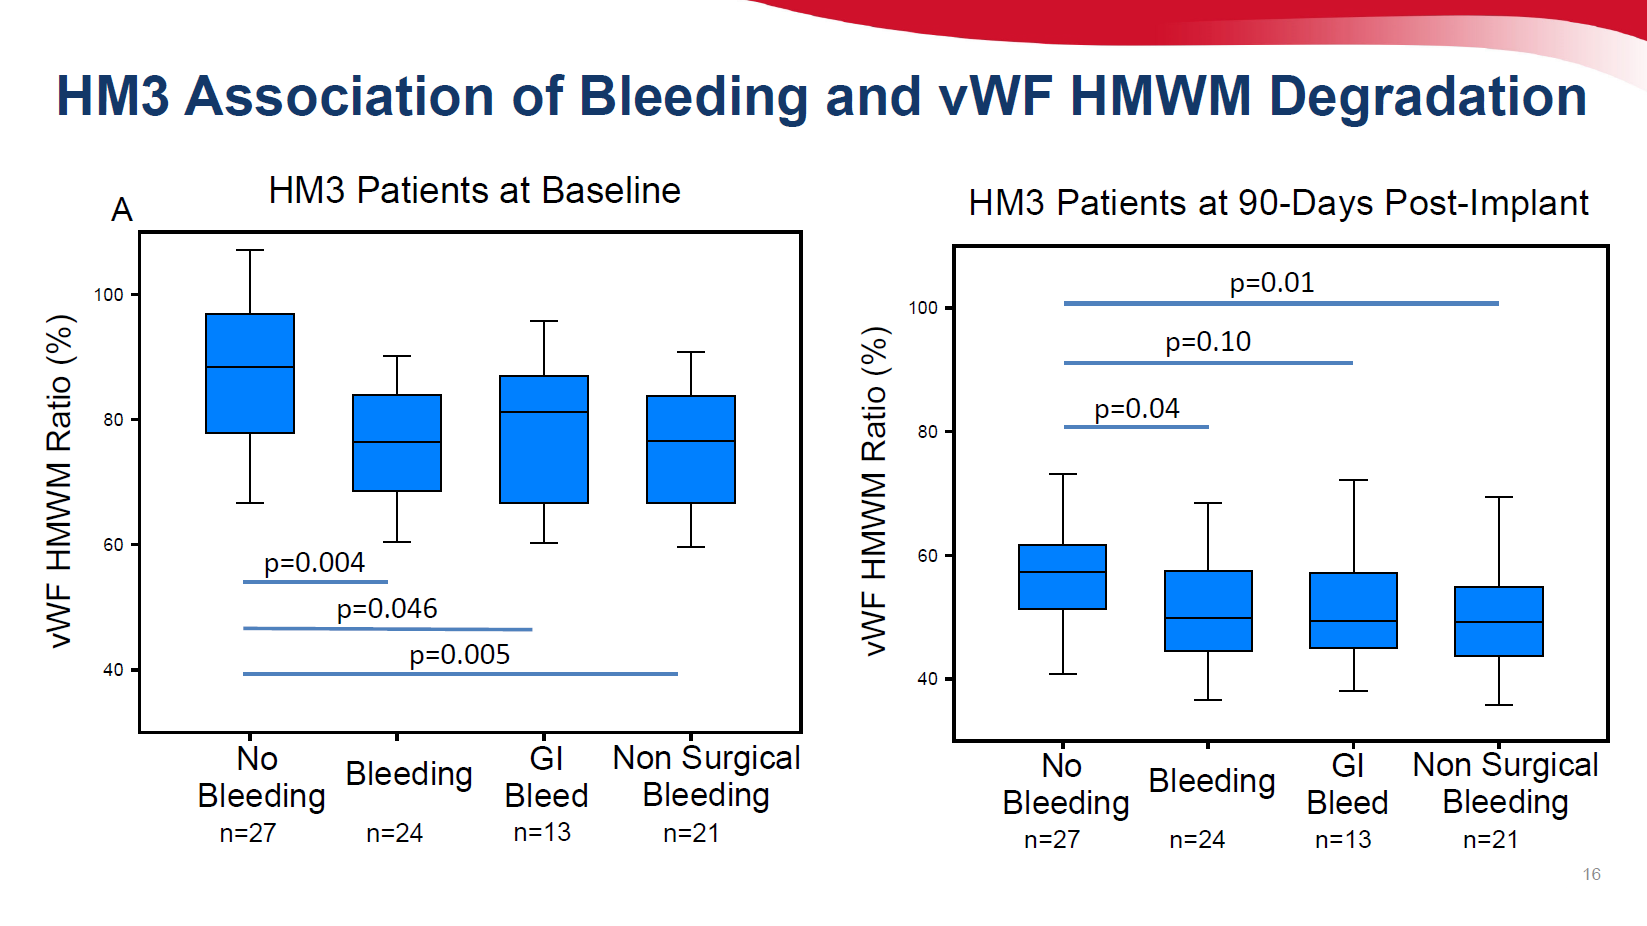 HM3 Association of Bleeding and vWF HMWM Degradation
A
HM3 Patients at Baseline
vWF HMWM Ratio (%)
100
80
60
40
p=0.004
p=0.046
p=0.005
No
Bleeding
n=27
Bleeding
n=24
GI
Bleed
n=13
Non Surgical
Bleeding
n=21
HM3 Patients at 90-Days Post-Implant
vWF HMWM Ratio (%)
100
80
60
40
p=0.01
p=0.10
p=0.04
No
Bleeding
n=27
Bleeding
n=24
GI
Bleed
n=13
Non Surgical
Bleeding
n=21
16